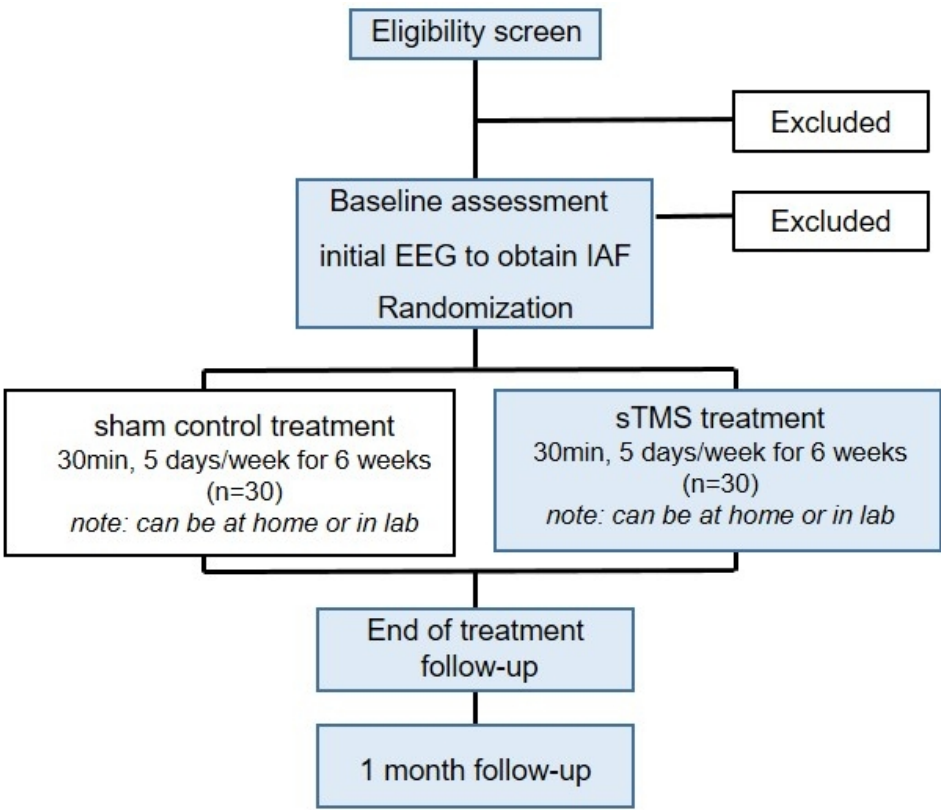 Eligibility screen
Excluded
Baseline assessment
initial EEG to obtain IAF
Randomization
Excluded
sham control treatment
30min, 5 days/week for 6 weeks
(n=30)
note: can be at home or in lab
sTMS treatment
30min, 5 days/week for 6 weeks
(n=30)
note: can be at home or in lab
End of treatment
follow-up
1 month follow-up